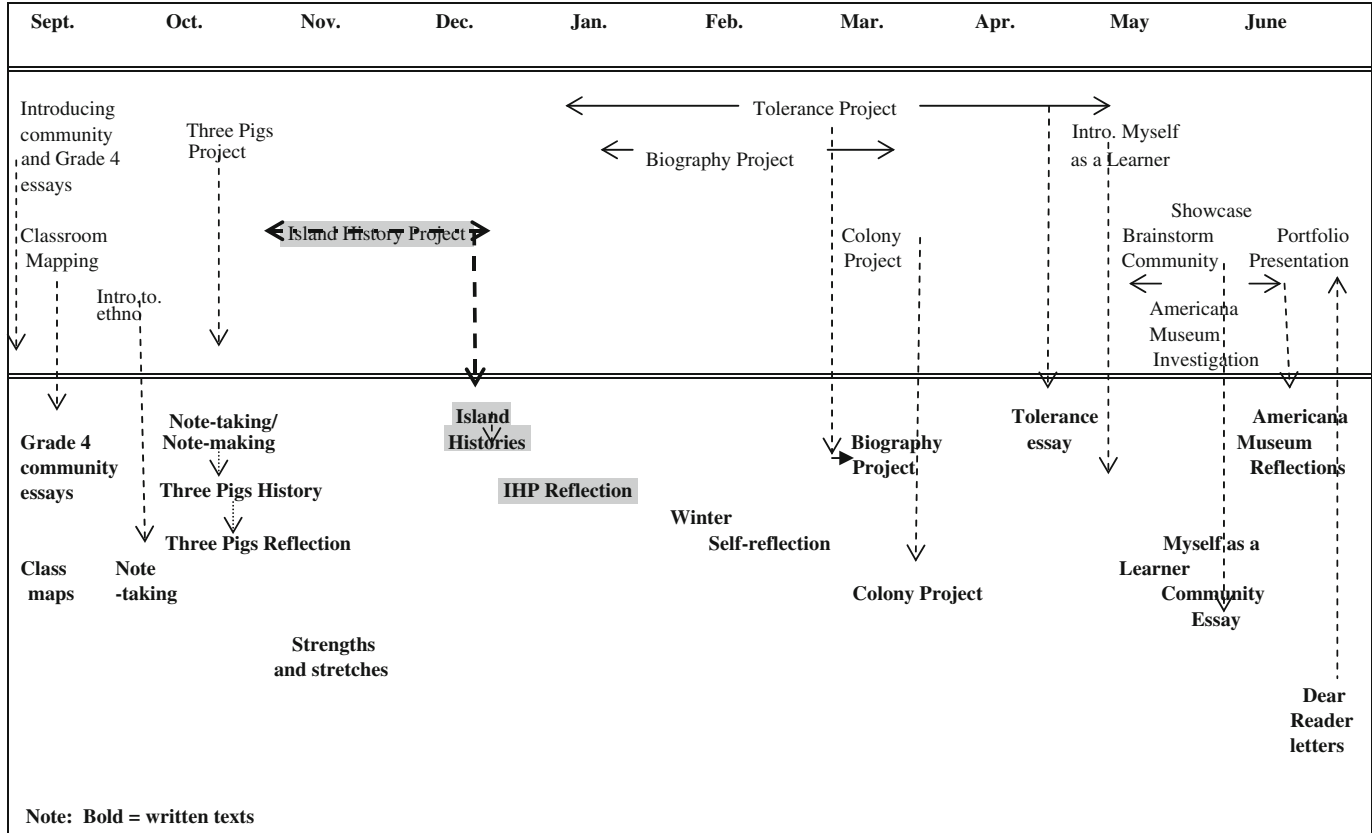 Sept. Oct. Nov. Dec. Jan. Feb. Mar. Apr. May June
Introducing
community
and Grade 4
essays
Three Pigs
Project
Tolerance Project
Biography Project
Intro. Myself
as a Learner
Classroom
Mapping
Island History Project
Colony
Project
Showcase
Brainstorm
Community
Portfolio
Presentation
Intro to.
ethno
Americana
Museum
Investigation
Grade 4
community
essays
Note-taking/
Note-making
Three Pigs History
Three Pigs Reflection
Island
Histories
IHP Reflection
Biography
Project
Tolerance
essay
Americana
Museum
Reflections
Winter
Self-reflection
Class
maps
Note
-taking
Colony Project
Myself as a
Learner
Community
Essay
Strengths
and stretches
Dear
Reader
letters
Note: Bold = written texts